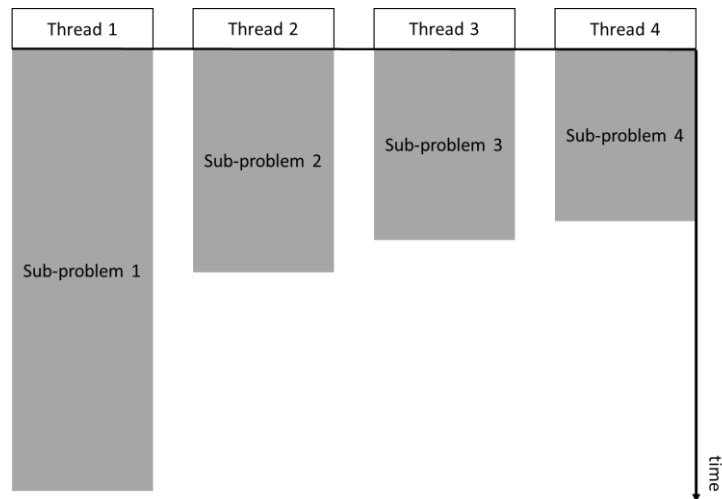 Thread 1
Thread 2
Thread 3
Thread 4
Sub-problem 1
Sub-problem 2
Sub-problem 3
Sub-problem 4
time